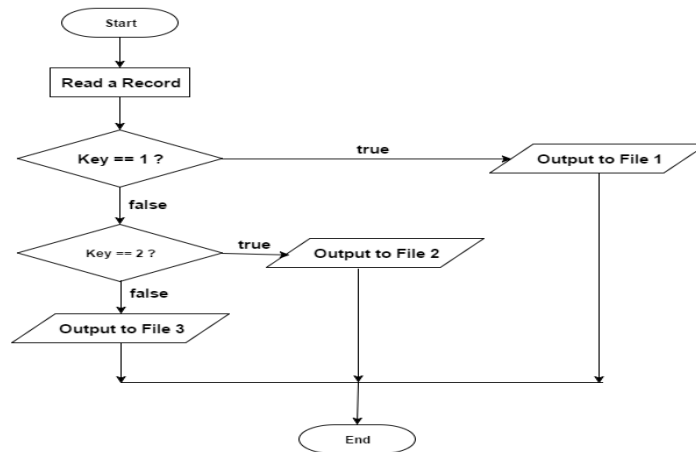 Start
Read a Record
Key == 1 ?
true
Output to File 1
false
Key == 2 ?
true
Output to File 2
false
Output to File 3
End